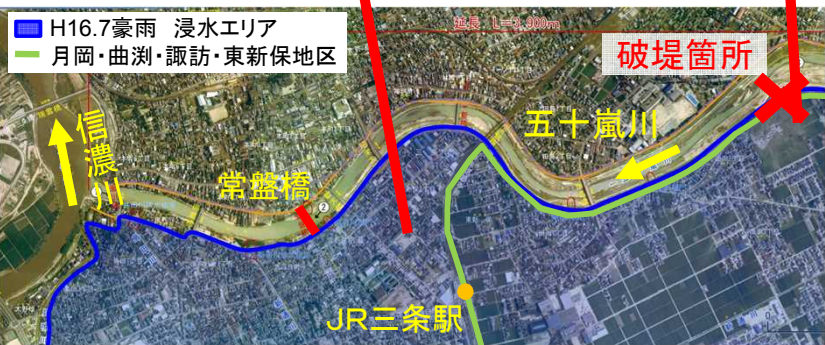 H16.7豪雨 浸水エリア
延長 L=3,900m
月岡・曲渕・諏訪・東新保地区
破堤箇所
五十嵐川
信濃川
常盤橋
②
JR三条駅